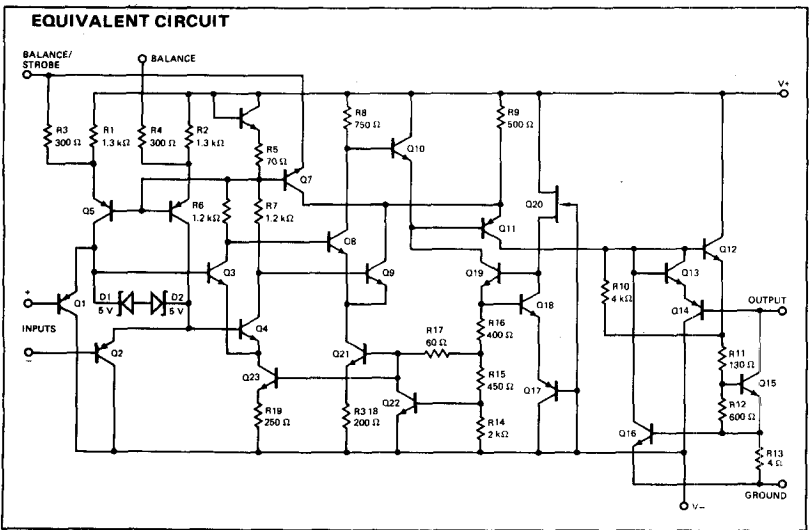 EQUIVALENT CIRCUIT
BALANCE/
STROBE
BALANCE
V+
R3
300 Ω
R1
1.3 kΩ
R4
300 Ω
R2
1.3 kΩ
R5
70 Ω
R8
750 Ω
R9
500 Ω
Q10
Q7
Q20
Q5
R6
1.2 kΩ
R7
1.2 kΩ
Q11
Q8
Q12
Q3
Q9
Q19
R10
4 kΩ
Q13
+
Q1
D1
5 V
D2
5 V
Q18
Q14
OUTPUT
INPUTS
Q4
R17
60 Ω
R16
400 Ω
–
Q2
Q21
R11
130 Ω
Q15
Q23
R15
450 Ω
Q17
R12
600 Ω
Q22
R19
250 Ω
R3 18
200 Ω
R14
2 kΩ
Q16
R13
4 Ω
GROUND
V–